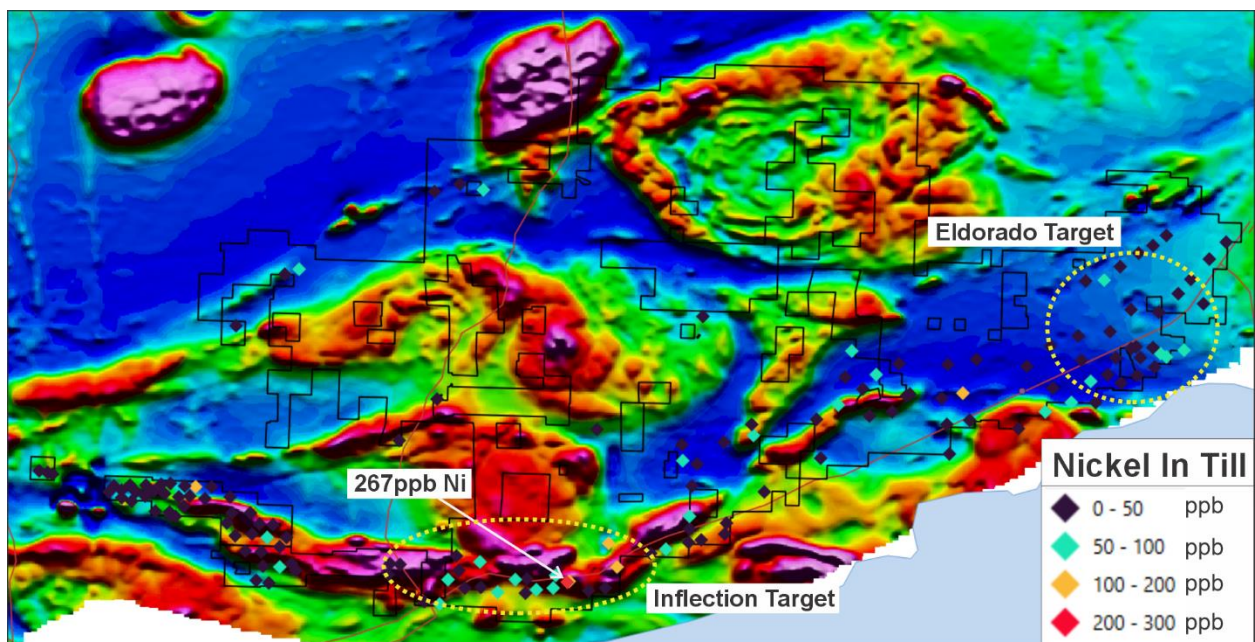 Eldorado Target
267ppb Ni
Inflection Target
Nickel In Till
0 - 50 ppb
50 - 100 ppb
100 - 200 ppb
200 - 300 ppb